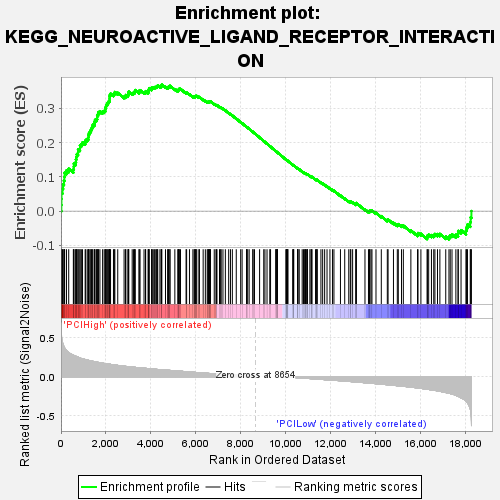 Enrichment plot:
KEGG_NEUROACTIVE_LIGAND_RECEPTOR_INTERACTI
ON
Enrichment score (ES)
0.3
0.2
0.1
0.0
-0.1
'PCIHigh' (positively correlated)
Ranked list metric (Signal2Noise)
0.5
0.0
-0.5
Zero cross at 8654
'PCILow' (negatively correlated)
0
2,000
4,000
6,000
8,000
10,000
12,000
14,000
16,000
18,000
Rank in Ordered Dataset
Enrichment profile
Hits
Ranking metric scores